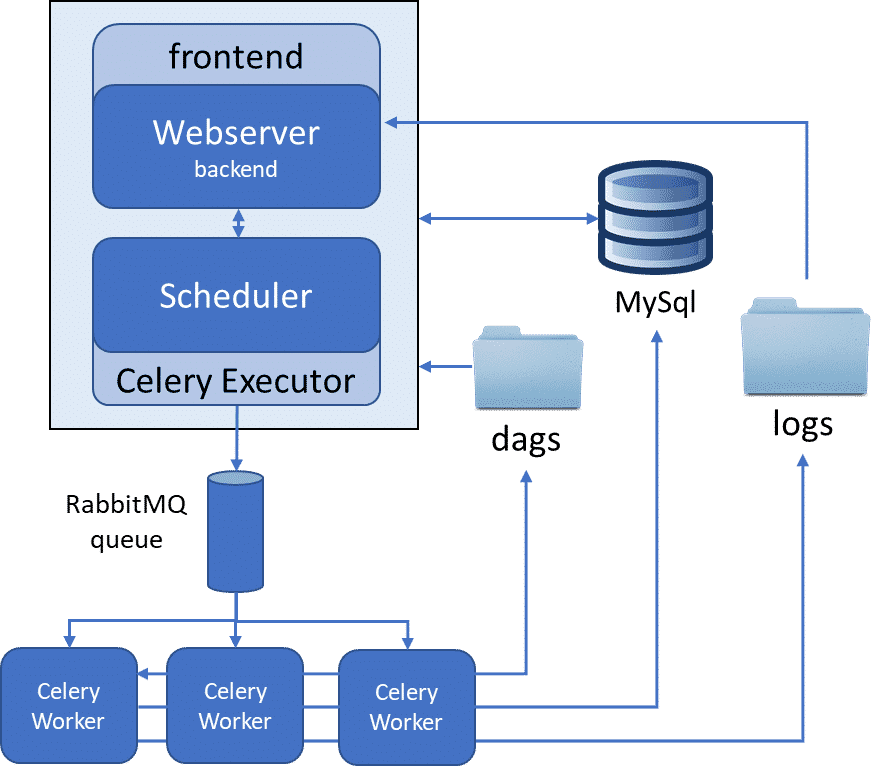 frontend
Webserver
backend
Scheduler
Celery Executor
MySql
dags
logs
RabbitMQ
queue
Celery
Worker
Celery
Worker
Celery
Worker